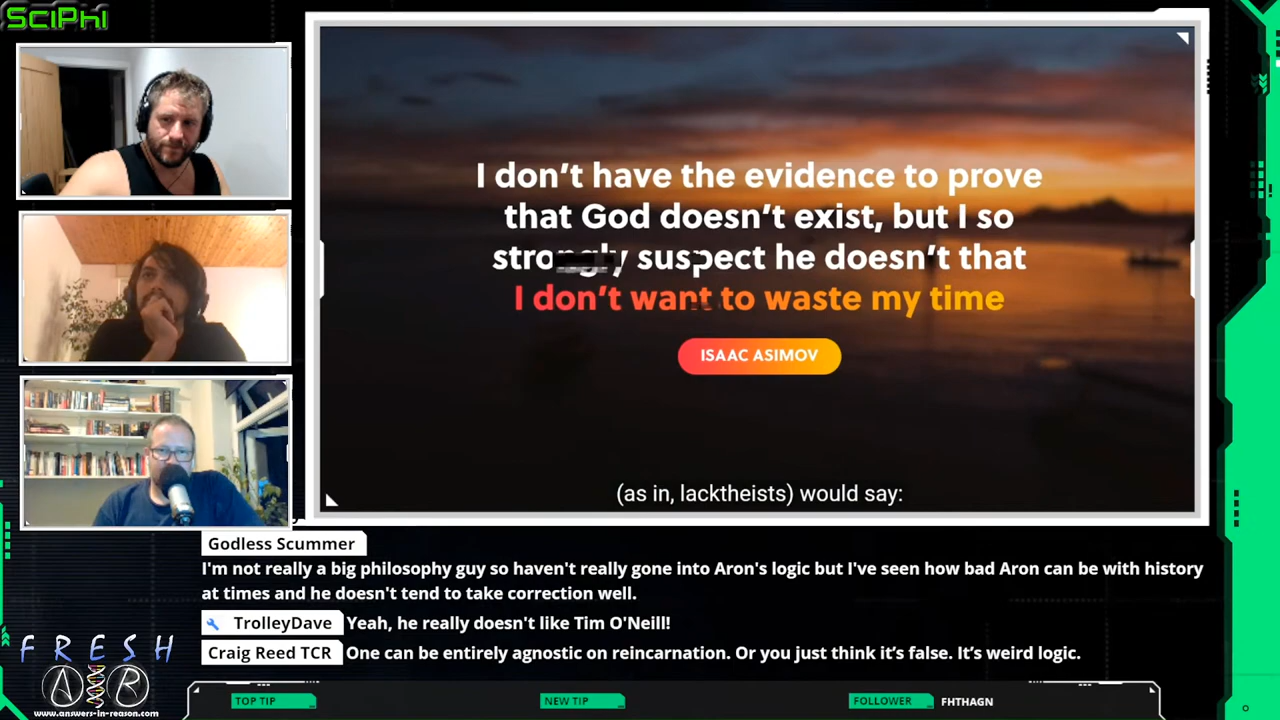 SciPhi
I don't have the evidence to prove
that God doesn't exist, but I so
strongly suspect he doesn't that
I don't want to waste my time
ISAAC ASIMOV
(as in, lacktheists) would say:
Godless Scummer
I'm not really a big philosophy guy so haven't really gone into Aron's logic but I've seen how bad Aron can be with history
at times and he doesn't tend to take correction well.
TrolleyDave Yeah, he really doesn't like Tim O'Neill!
Craig Reed TCR One can be entirely agnostic on reincarnation. Or you just think it's false. It's weird logic.
FRESH
AiR
www.answers-in-reason.com
TOP TIP
NEW TIP
FOLLOWER FHTHAGN